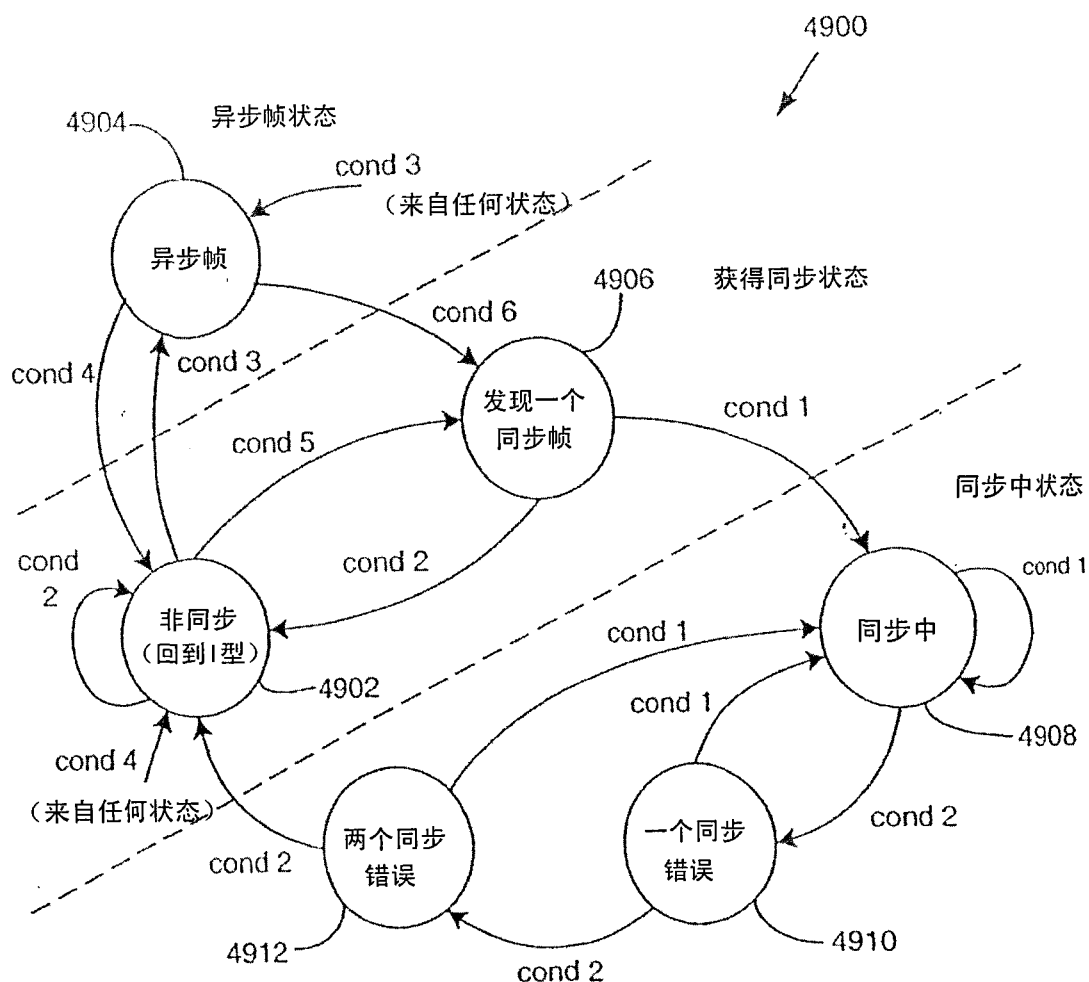 4900
异步帧状态
4904
cond 3
（来自任何状态）
异步帧
4906
获得同步状态
cond 6
cond 4
cond 3
发现一个
同步帧
cond 1
cond 5
同步中状态
cond
2
cond 2
cond 1
非同步
（回到I型）
同步中
cond 1
4902
cond 1
4908
cond 4
（来自任何状态）
cond 2
两个同步
错误
一个同步
错误
cond 2
4912
4910
cond 2